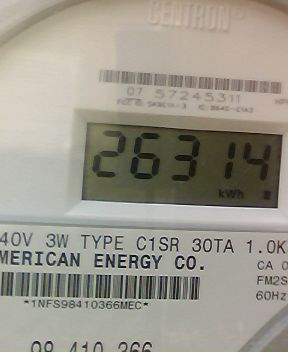 CENTRON®
07 57245311
26314
kWh
40V 3W TYPE C1SR 30TA 1.0K
MERICAN ENERGY CO.
CA 0
FM2S
*1NFS98410366MEC*
60Hz
98 410 366